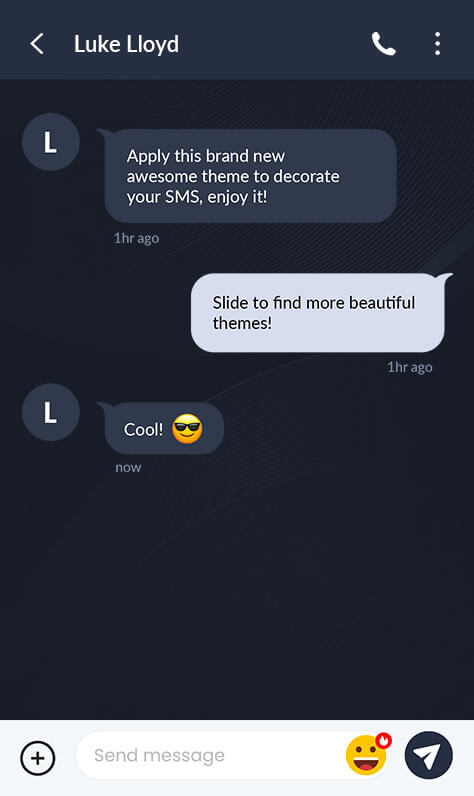 Luke Lloyd
L
Apply this brand new
awesome theme to decorate
your SMS, enjoy it!
1hr ago
Slide to find more beautiful
themes!
1hr ago
L
Cool! 😎
now
Send message